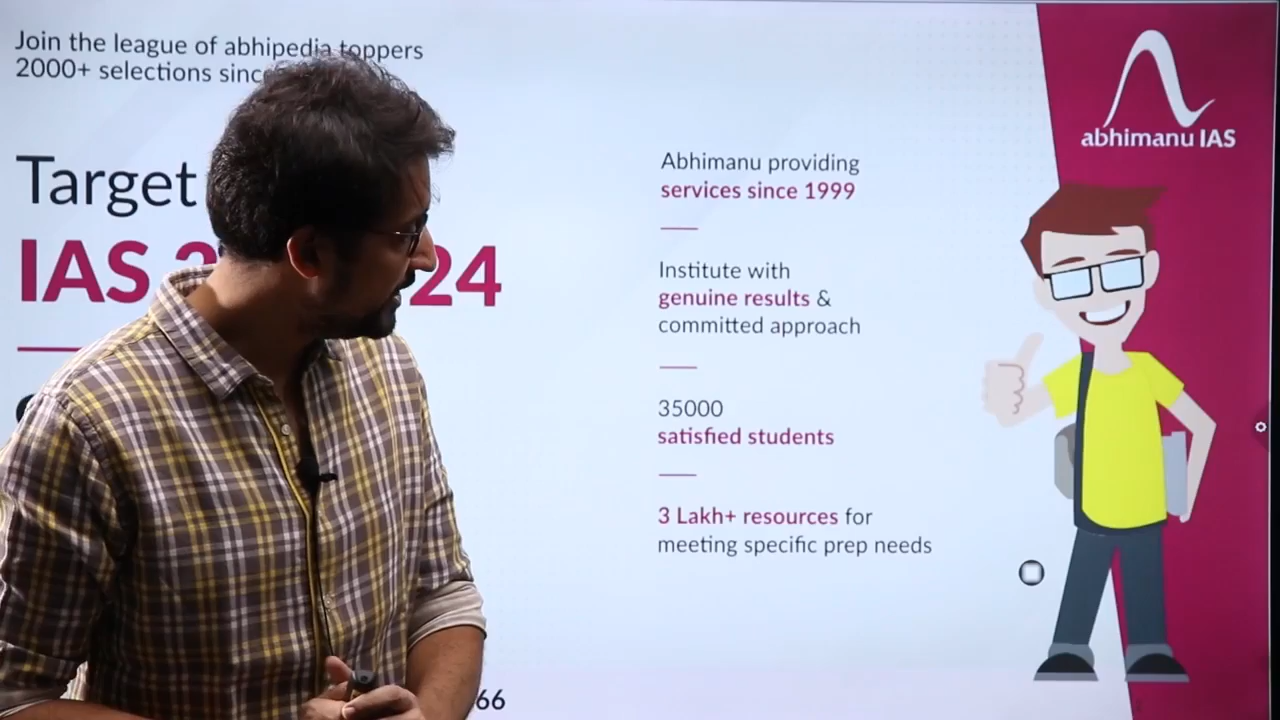 Join the league of abhipedia toppers
2000+ selections sinc
Target
IAS 2 24
Abhimanu providing
services since 1999
Institute with
genuine results &
committed approach
35000
satisfied students
3 Lakh+ resources for
meeting specific prep needs
abhimanu IAS
66